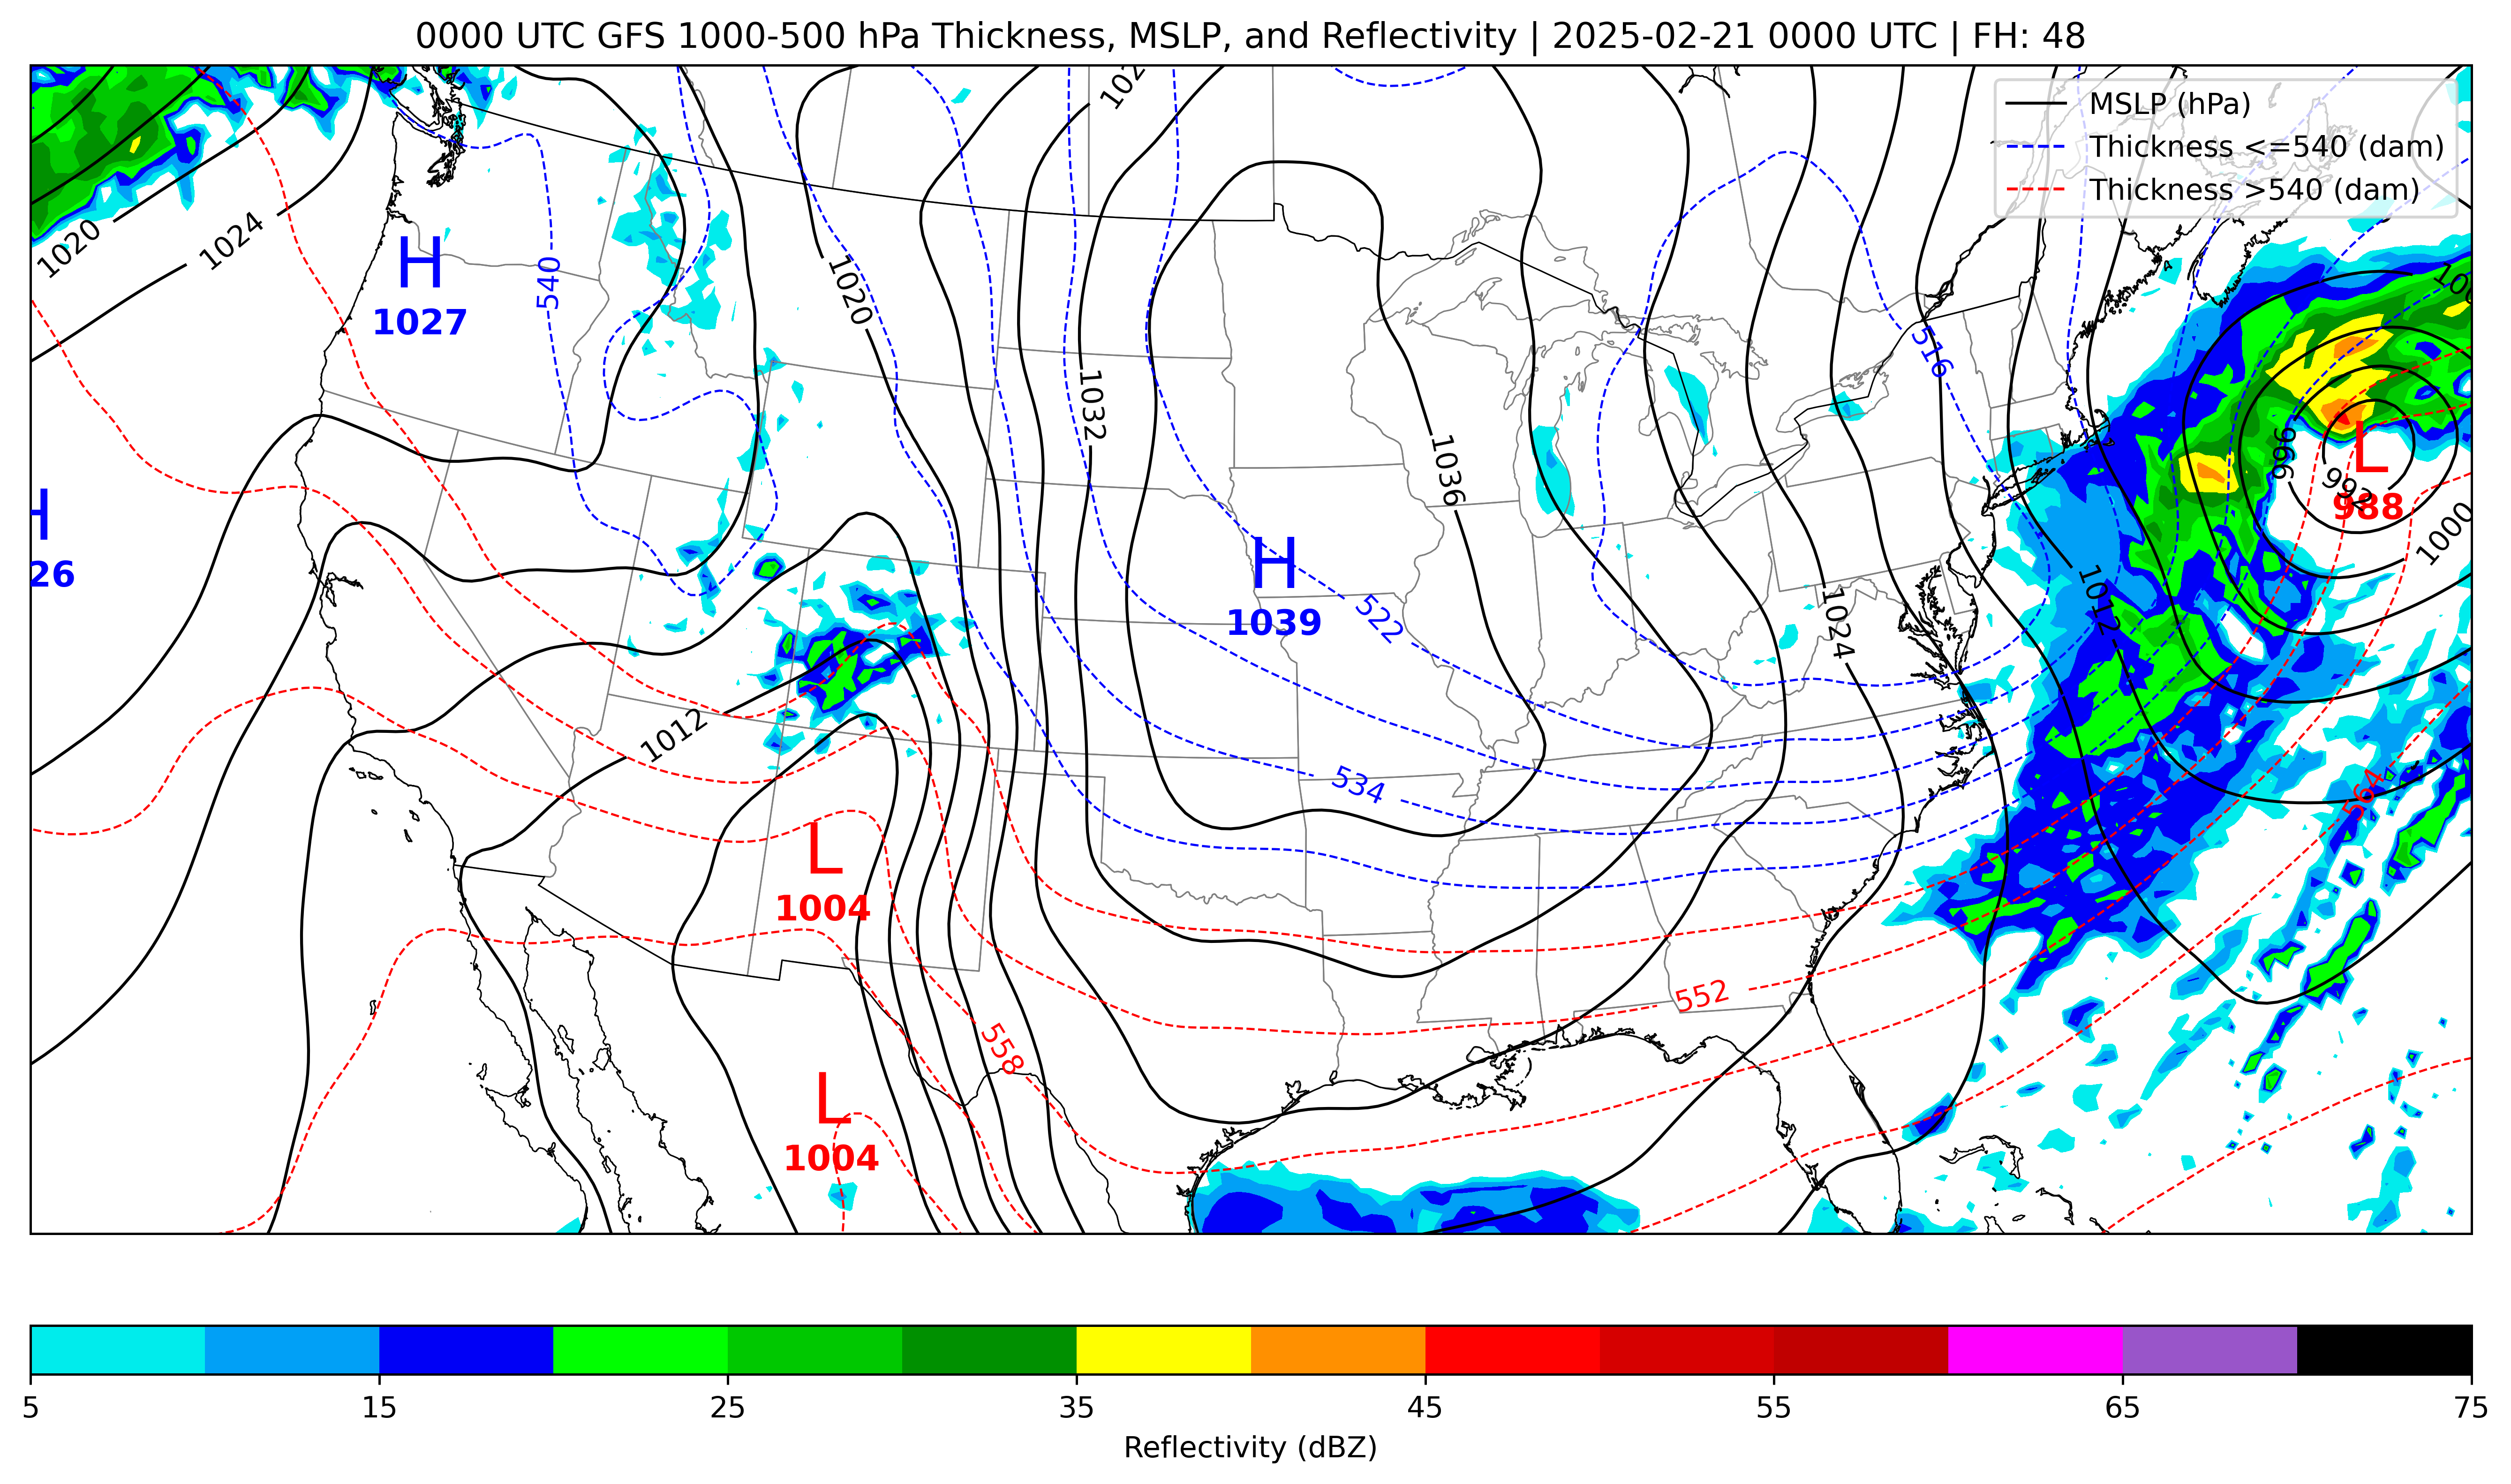 0000 UTC GFS 1000-500 hPa Thickness, MSLP, and Reflectivity | 2025-02-21 0000 UTC | FH: 48
MSLP (hPa)
Thickness <=540 (dam)
Thickness >540 (dam)
1020
1024
H
1027
540
1020
1032
1036
516
H
26
H
1039
522
534
1024
1012
996
992
L
988
1000
1012
564
L
1004
552
558
L
1004
5 15 25 35 45 55 65 75
Reflectivity (dBZ)